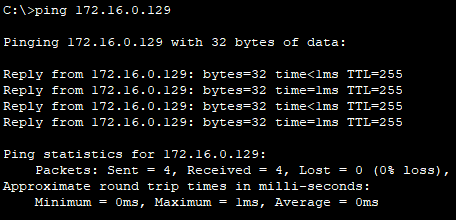 C:\>ping 172.16.0.129
Pinging 172.16.0.129 with 32 bytes of data:
Reply from 172.16.0.129: bytes=32 time<1ms TTL=255
Reply from 172.16.0.129: bytes=32 time=1ms TTL=255
Reply from 172.16.0.129: bytes=32 time<1ms TTL=255
Reply from 172.16.0.129: bytes=32 time=1ms TTL=255
Ping statistics for 172.16.0.129:
    Packets: Sent = 4, Received = 4, Lost = 0 (0% loss),
Approximate round trip times in milli-seconds:
    Minimum = 0ms, Maximum = 1ms, Average = 0ms